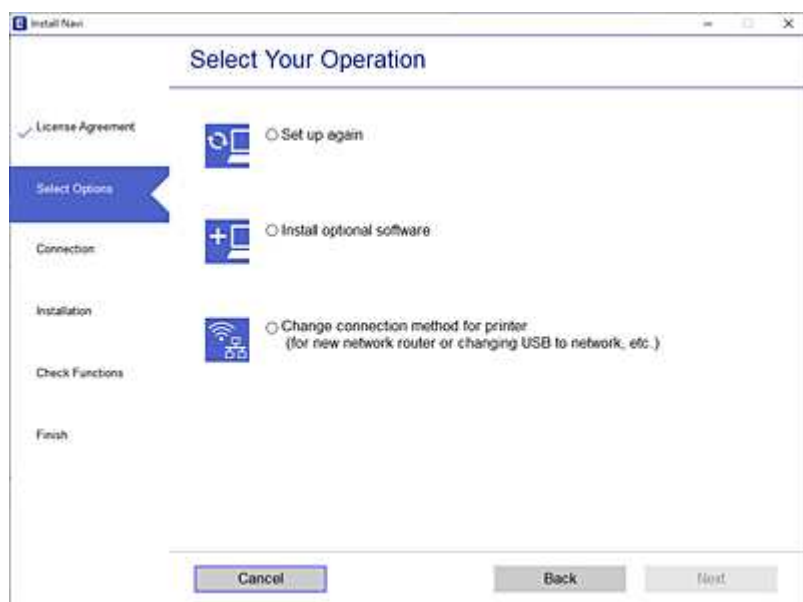 Install Navi
Select Your Operation
License Agreement
Select Options
Connection
Installation
Check Functions
Finish
Set up again
Install optional software
Change connection method for printer
(for new network router or changing USB to network, etc.)
Cancel
Back
Next